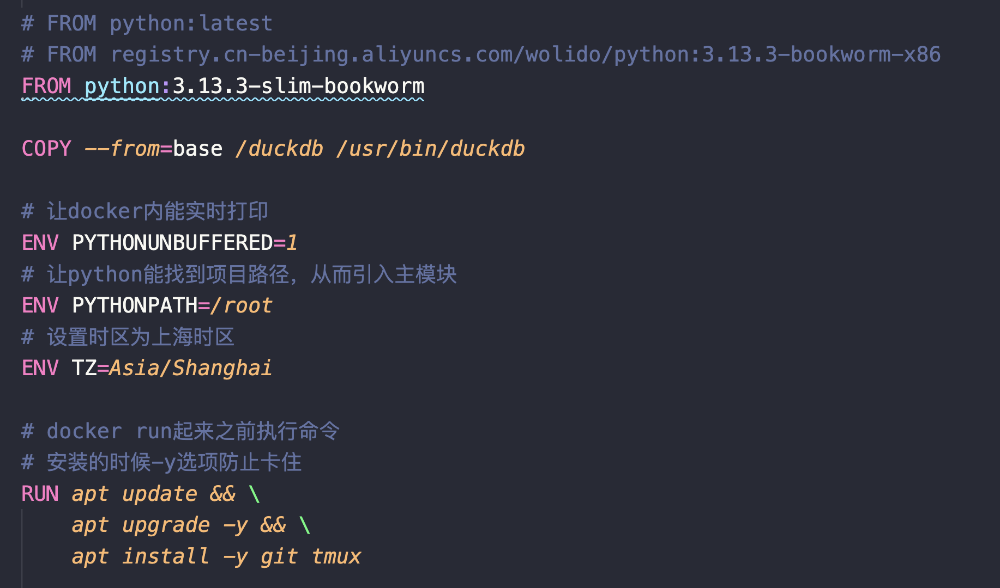 # FROM python:latest
# FROM registry.cn-beijing.aliyuncs.com/wolido/python:3.13.3-bookworm-x86
FROM python:3.13.3-slim-bookworm
COPY --from=base /duckdb /usr/bin/duckdb
# 让docker内能实时打印
ENV PYTHONUNBUFFERED=1
# 让python能找到项目路径，从而引入主模块
ENV PYTHONPATH=/root
# 设置时区为上海时区
ENV TZ=Asia/Shanghai
# docker run起来之前执行命令
# 安装的时候-y选项防止卡住
RUN apt update && \
    apt upgrade -y && \
    apt install -y git tmux